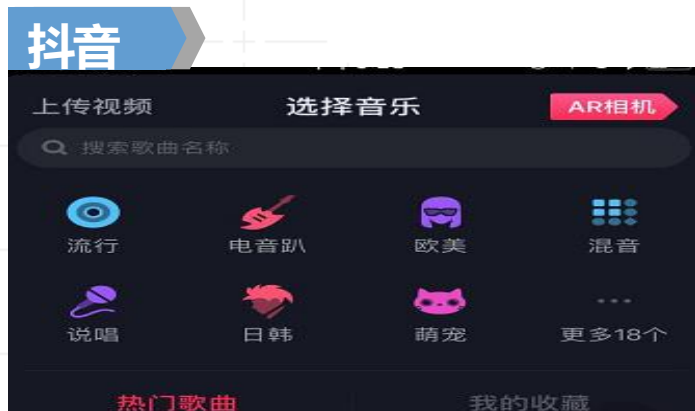 抖音
上传视频 选择音乐 AR相机
搜索歌曲名称
流行 电音趴 欧美 混音
说唱 日韩 萌宠 更多18个
热门歌曲 我的收藏